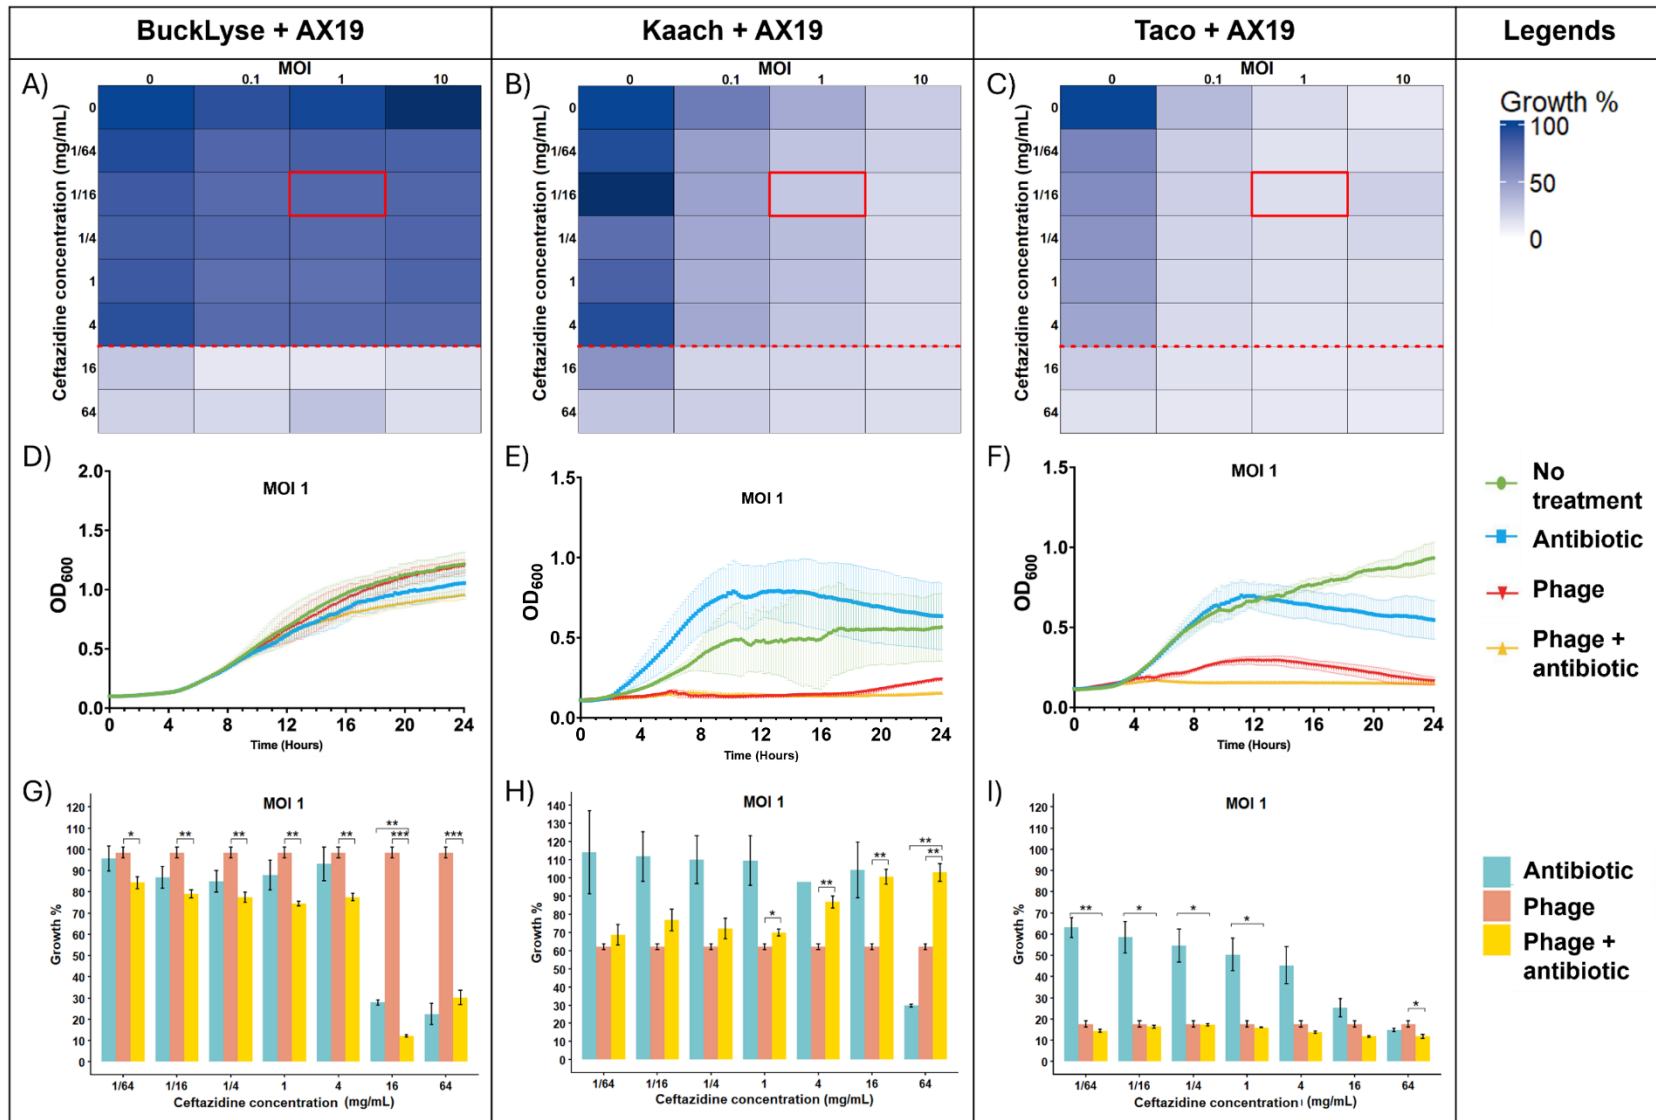 BuckLyse + AX19
Kaach + AX19
Taco + AX19
Legends
A)
MOI
0 0.1 1 10
Ceftazidine concentration (mg/mL)
0
1/64
1/16
1/4
1
4
16
64
B)
MOI
0 0.1 1 10
Ceftazidine concentration (mg/mL)
0
1/64
1/16
1/4
1
4
16
64
C)
MOI
0 0.1 1 10
Ceftazidine concentration (mg/mL)
0
1/64
1/16
1/4
1
4
16
64
Growth %
100
50
0
D)
MOI 1
OD600
2.0
1.5
1.0
0.5
0.0
0 4 8 12 16 20 24
Time (Hours)
E)
MOI 1
OD600
1.5
1.0
0.5
0.0
0 4 8 12 16 20 24
Time (Hours)
F)
MOI 1
OD600
1.5
1.0
0.5
0.0
0 4 8 12 16 20 24
Time (Hours)
No
treatment
Antibiotic
Phage
Phage +
antibiotic
G)
MOI 1
Growth %
120
110
100
90
80
70
60
50
40
30
20
10
0
* ** ** ** ** ** *** ***
1/64 1/16 1/4 1 4 16 64
Ceftazidine concentration (mg/mL)
H)
MOI 1
Growth %
140
130
120
110
100
90
80
70
60
50
40
30
20
10
0
* ** ** ** **
1/64 1/16 1/4 1 4 16 64
Ceftazidine concentration (mg/mL)
I)
MOI 1
Growth %
120
110
100
90
80
70
60
50
40
30
20
10
0
** * * * *
1/64 1/16 1/4 1 4 16 64
Ceftazidine concentration (mg/mL)
Antibiotic
Phage
Phage +
antibiotic